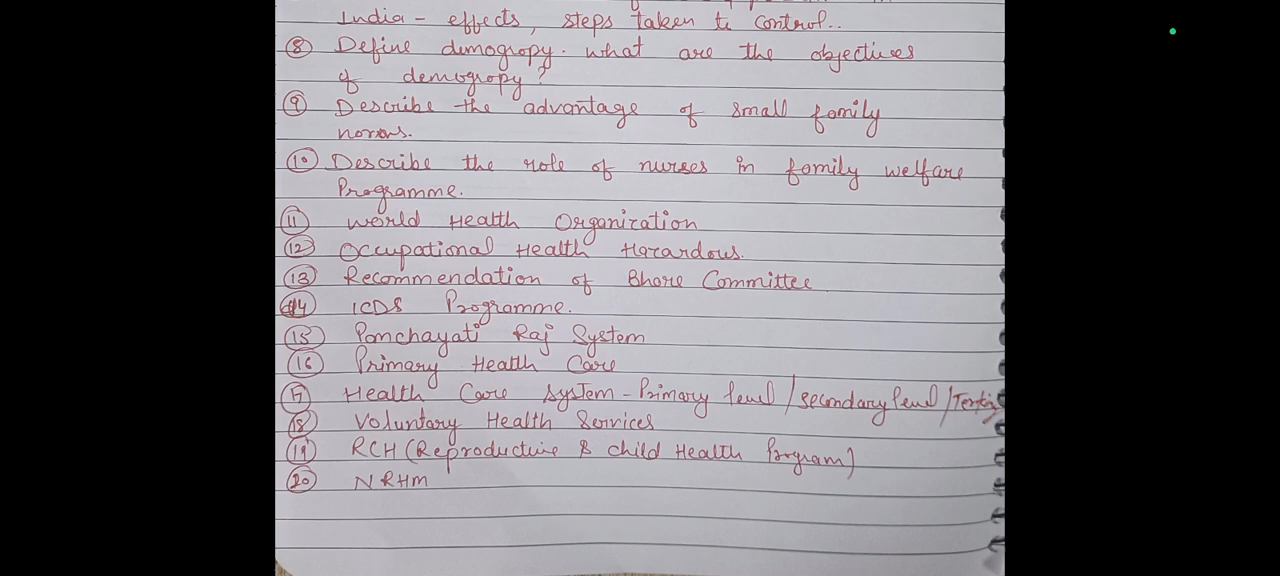 India - effects, steps taken to control..
⑧ Define dumogropy. what are the objectives
of demogropy?
⑨ Describe the advantage of small family
norms.
⑩ Describe the role of nurses in family welfare
Programme.
⑪ World Health Organization
⑫ Occupational Health Hazardous.
⑬ Recommendation of Bhore Committee
14 ICDS Programme.
⑮ Panchayati Raj System
⑯ Primary Health Care
⑰ Health Care System - Primary level/secondary level/
⑱ Voluntary Health Services
⑲ RCH (Reproductive & child Health Program)
⑳ NRHM